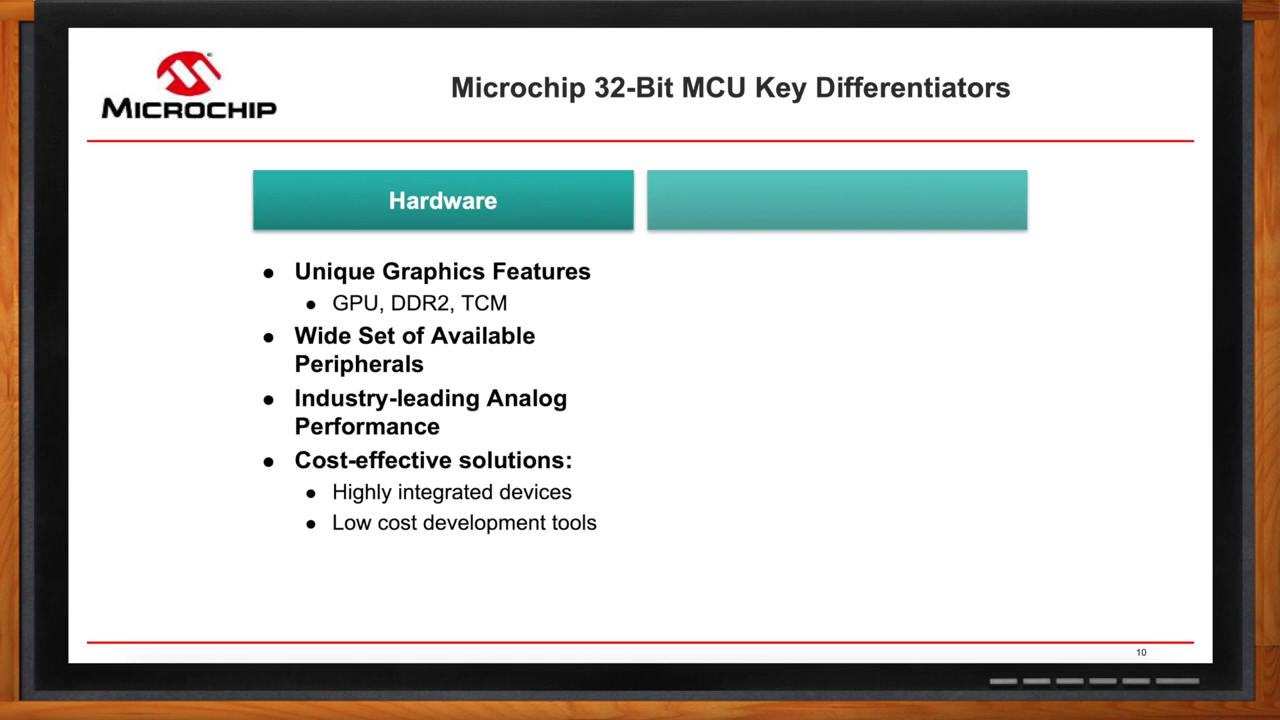 MICROCHIP
Microchip 32-Bit MCU Key Differentiators
Hardware
● Unique Graphics Features
● GPU, DDR2, TCM
● Wide Set of Available
Peripherals
● Industry-leading Analog
Performance
● Cost-effective solutions:
● Highly integrated devices
● Low cost development tools
10